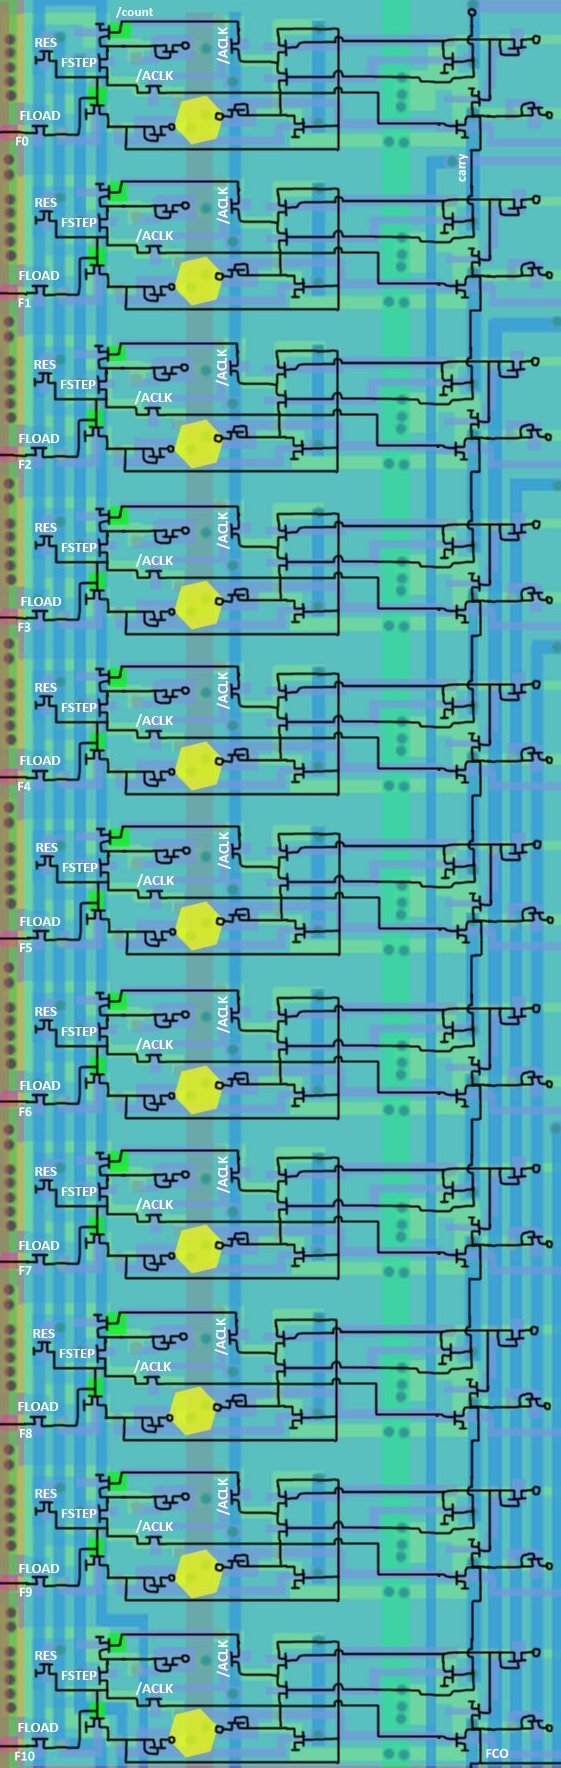 /count
RES
/ACLK
FSTEP
/ACLK
FLOAD
F0
carry
RES
/ACLK
FSTEP
/ACLK
FLOAD
F1
RES
/ACLK
FSTEP
/ACLK
FLOAD
F2
RES
/ACLK
FSTEP
/ACLK
FLOAD
F3
RES
/ACLK
FSTEP
/ACLK
FLOAD
F4
RES
/ACLK
FSTEP
/ACLK
FLOAD
F5
RES
/ACLK
FSTEP
/ACLK
FLOAD
F6
RES
/ACLK
FSTEP
/ACLK
FLOAD
F7
RES
/ACLK
FSTEP
/ACLK
FLOAD
F8
RES
/ACLK
FSTEP
/ACLK
FLOAD
F9
RES
/ACLK
FSTEP
/ACLK
FLOAD
F10
FCO